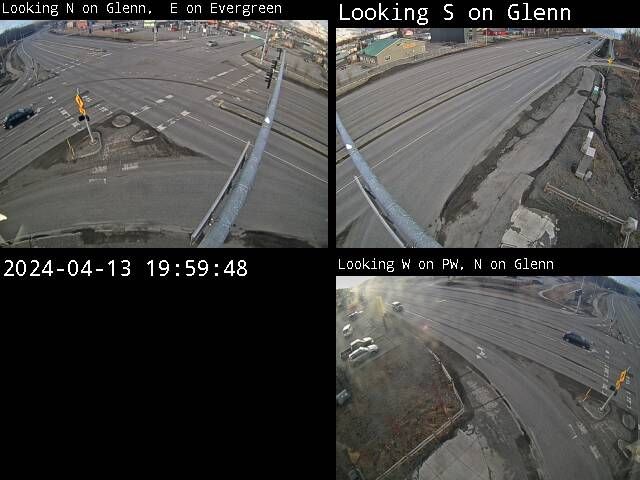 Looking N on Glenn, E on Evergreen
Looking S on Glenn
2024-04-13 19:59:48
Looking W on PW, N on Glenn